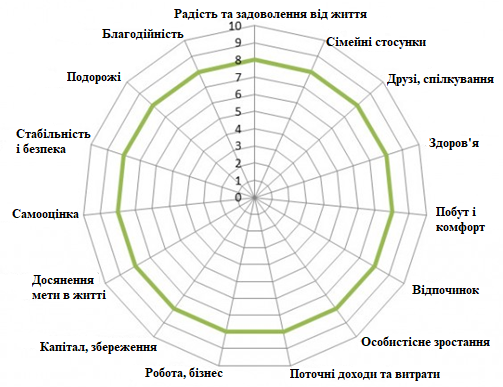 Радість та задоволення від життя
Сімейні стосунки
Друзі, спілкування
Здоров'я
Побут і
комфорт
Відпочинок
Особистісне зростання
Поточні доходи та витрати
Робота, бізнес
Капітал, збереження
Досянення
мети в житті
Самооцінка
Стабільність
і безпека
Подорожі
Благодійність
10
9
8
7
6
5
4
3
2
1
0